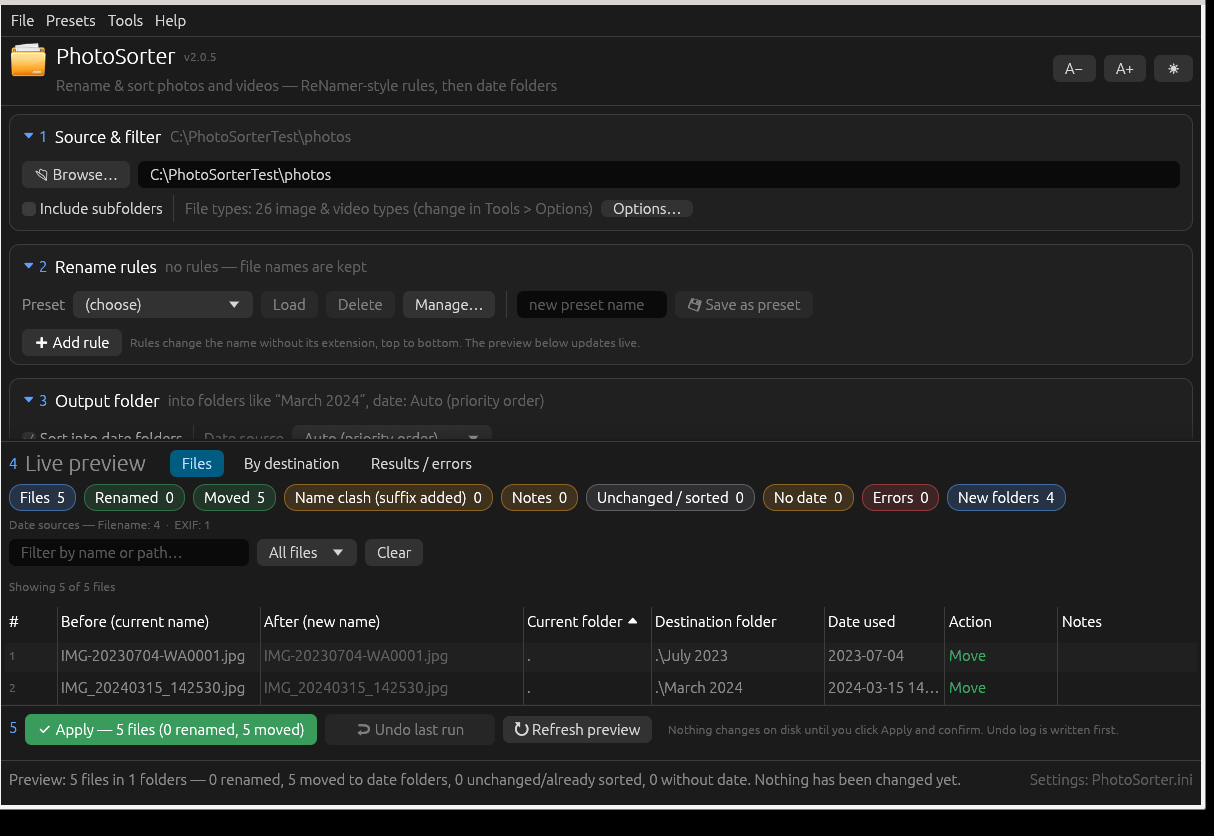 File Presets Tools Help
PhotoSorter v2.0.5
Rename & sort photos and videos — ReNamer-style rules, then date folders
A− A+
1 Source & filter C:\PhotoSorterTest\photos
Browse… C:\PhotoSorterTest\photos
Include subfolders File types: 26 image & video types (change in Tools > Options) Options…
2 Rename rules no rules — file names are kept
Preset (choose) Load Delete Manage… new preset name Save as preset
+ Add rule Rules change the name without its extension, top to bottom. The preview below updates live.
3 Output folder into folders like “March 2024”, date: Auto (priority order)
Sort into date folders Date source Auto (priority order)
4 Live preview Files By destination Results / errors
Files 5 Renamed 0 Moved 5 Name clash (suffix added) 0 Notes 0 Unchanged / sorted 0 No date 0 Errors 0 New folders 4
Date sources — Filename: 4 · EXIF: 1
Filter by name or path… All files Clear
Showing 5 of 5 files
# Before (current name) After (new name) Current folder Destination folder Date used Action Notes
1 IMG-20230704-WA0001.jpg IMG-20230704-WA0001.jpg . .\July 2023 2023-07-04 Move
2 IMG_20240315_142530.jpg IMG_20240315_142530.jpg . .\March 2024 2024-03-15 14… Move
5 ✓ Apply — 5 files (0 renamed, 5 moved) Undo last run Refresh preview Nothing changes on disk until you click Apply and confirm. Undo log is written first.
Preview: 5 files in 1 folders — 0 renamed, 5 moved to date folders, 0 unchanged/already sorted, 0 without date. Nothing has been changed yet. Settings: PhotoSorter.ini